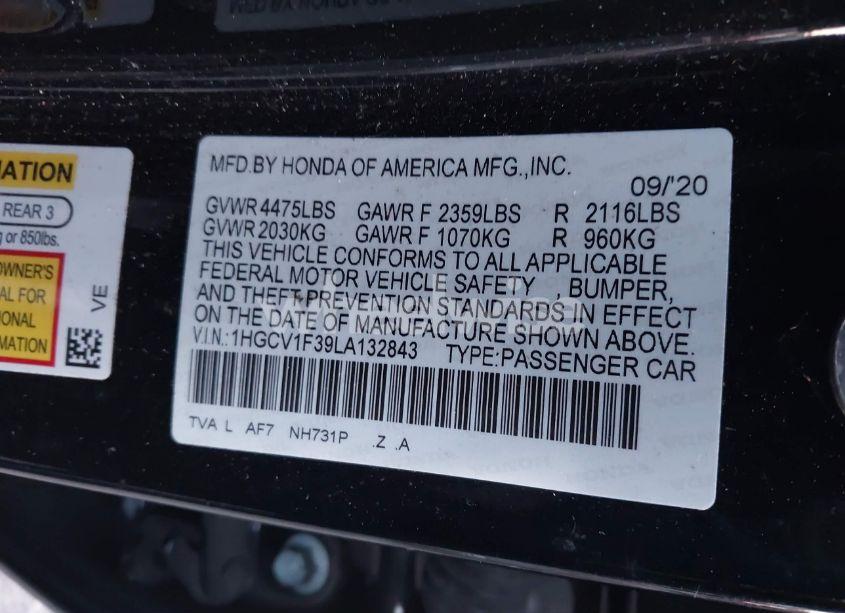 MATION
REAR 3
g or 850lbs.
OWNER'S
AL FOR
IONAL
RMATION
VE
MFD.BY HONDA OF AMERICA MFG.,INC.
09/'20
GVWR 4475LBS GAWR F 2359LBS R 2116LBS
GVWR 2030KG GAWR F 1070KG R 960KG
THIS VEHICLE CONFORMS TO ALL APPLICABLE
FEDERAL MOTOR VEHICLE SAFETY , BUMPER,
AND THEFT PREVENTION STANDARDS IN EFFECT
ON THE DATE OF MANUFACTURE SHOWN ABOVE.
V.I.N.:1HGCV1F39LA132843 TYPE:PASSENGER CAR
TVA L AF7 NH731P .Z .A